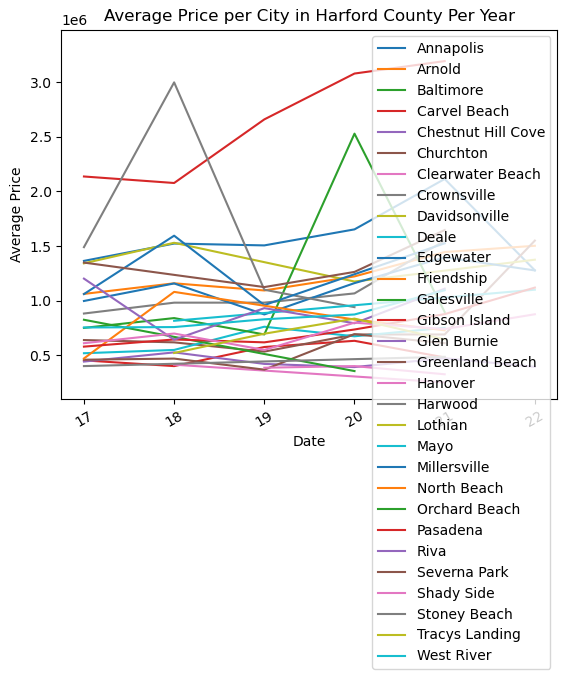 Average Price per City in Harford County Per Year
1e6
3.0
2.5
2.0
1.5
1.0
0.5
Average Price
17
18
19
20
21
22
Date
Annapolis
Arnold
Baltimore
Carvel Beach
Chestnut Hill Cove
Churchton
Clearwater Beach
Crownsville
Davidsonville
Deale
Edgewater
Friendship
Galesville
Gibson Island
Glen Burnie
Greenland Beach
Hanover
Harwood
Lothian
Mayo
Millersville
North Beach
Orchard Beach
Pasadena
Riva
Severna Park
Shady Side
Stoney Beach
Tracys Landing
West River